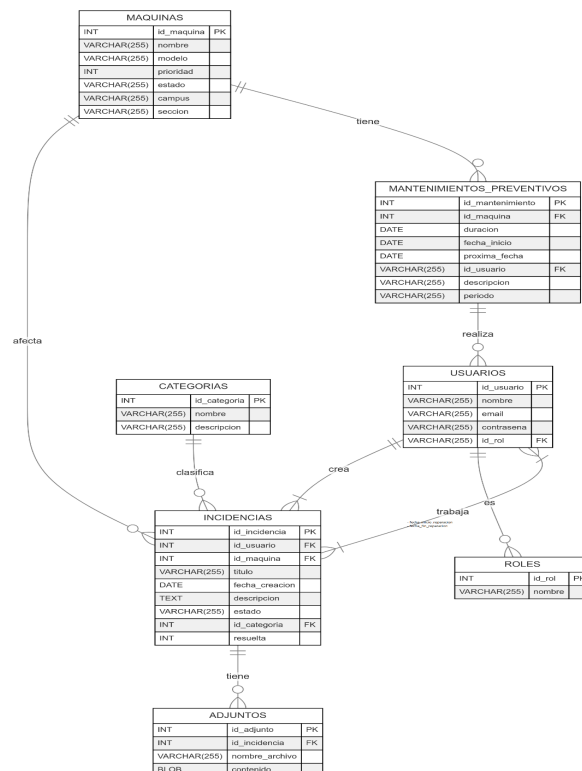 MAQUINAS
INT id_maquina PK
VARCHAR(255) nombre
VARCHAR(255) modelo
INT prioridad
VARCHAR(255) estado
VARCHAR(255) campus
VARCHAR(255) seccion
tiene
MANTENIMIENTOS_PREVENTIVOS
INT id_mantenimiento PK
INT id_maquina FK
DATE duracion
DATE fecha_inicio
DATE proxima_fecha
VARCHAR(255) id_usuario FK
VARCHAR(255) descripcion
VARCHAR(255) periodo
afecta
realiza
USUARIOS
INT id_usuario PK
VARCHAR(255) nombre
VARCHAR(255) email
VARCHAR(255) contrasena
VARCHAR(255) id_rol FK
CATEGORIAS
INT id_categoria PK
VARCHAR(255) nombre
VARCHAR(255) descripcion
clasifica
crea
trabaja
es
INCIDENCIAS
INT id_incidencia PK
INT id_usuario FK
INT id_maquina FK
VARCHAR(255) titulo
DATE fecha_creacion
TEXT descripcion
VARCHAR(255) estado
INT id_categoria FK
INT resuelta
ROLES
INT id_rol PK
VARCHAR(255) nombre
tiene
ADJUNTOS
INT id_adjunto PK
INT id_incidencia FK
VARCHAR(255) nombre_archivo
BLOB contenido